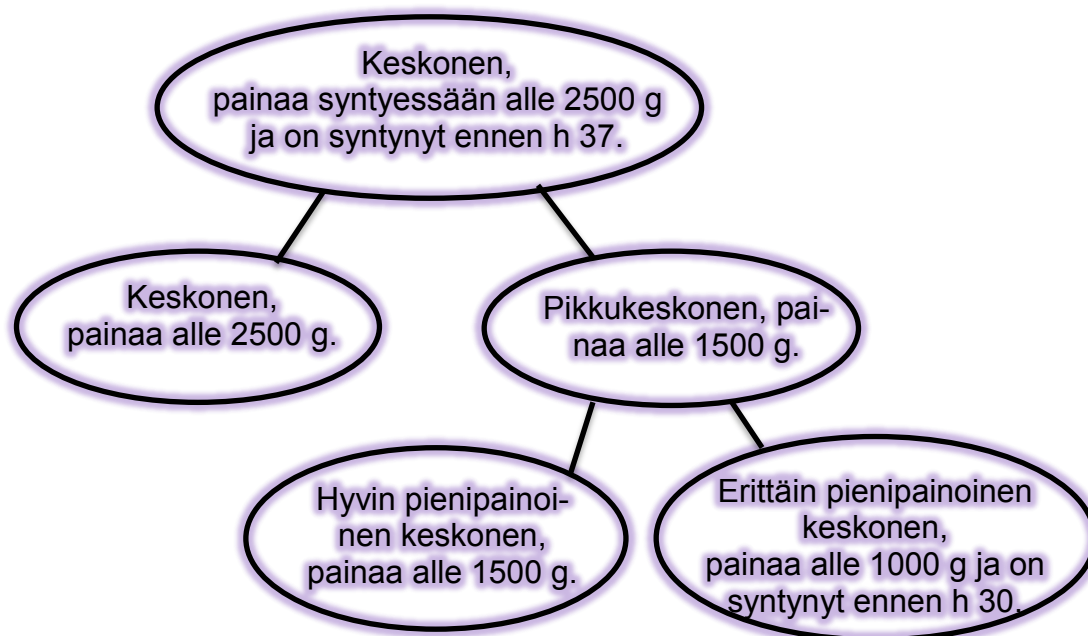 Keskonen,
painaa syntyessään alle 2500 g
ja on syntynyt ennen h 37.
Keskonen,
painaa alle 2500 g.
Pikkukeskonen, pai-
naa alle 1500 g.
Hyvin pienipainoi-
nen keskonen,
painaa alle 1500 g.
Erittäin pienipainoinen
keskonen,
painaa alle 1000 g ja on
syntynyt ennen h 30.